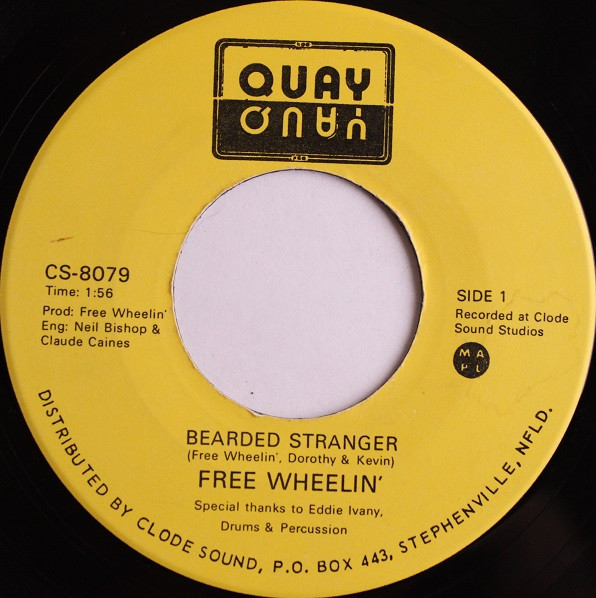 QUAY
QUAY
CS-8079
Time: 1:56
Prod: Free Wheelin'
Eng: Neil Bishop &
Claude Caines
SIDE 1
Recorded at Clode
Sound Studios
M A
P L
BEARDED STRANGER
(Free Wheelin', Dorothy & Kevin)
FREE WHEELIN'
Special thanks to Eddie Ivany,
Drums & Percussion
DISTRIBUTED BY CLODE SOUND, P.O. BOX 443, STEPHENVILLE, NFLD.